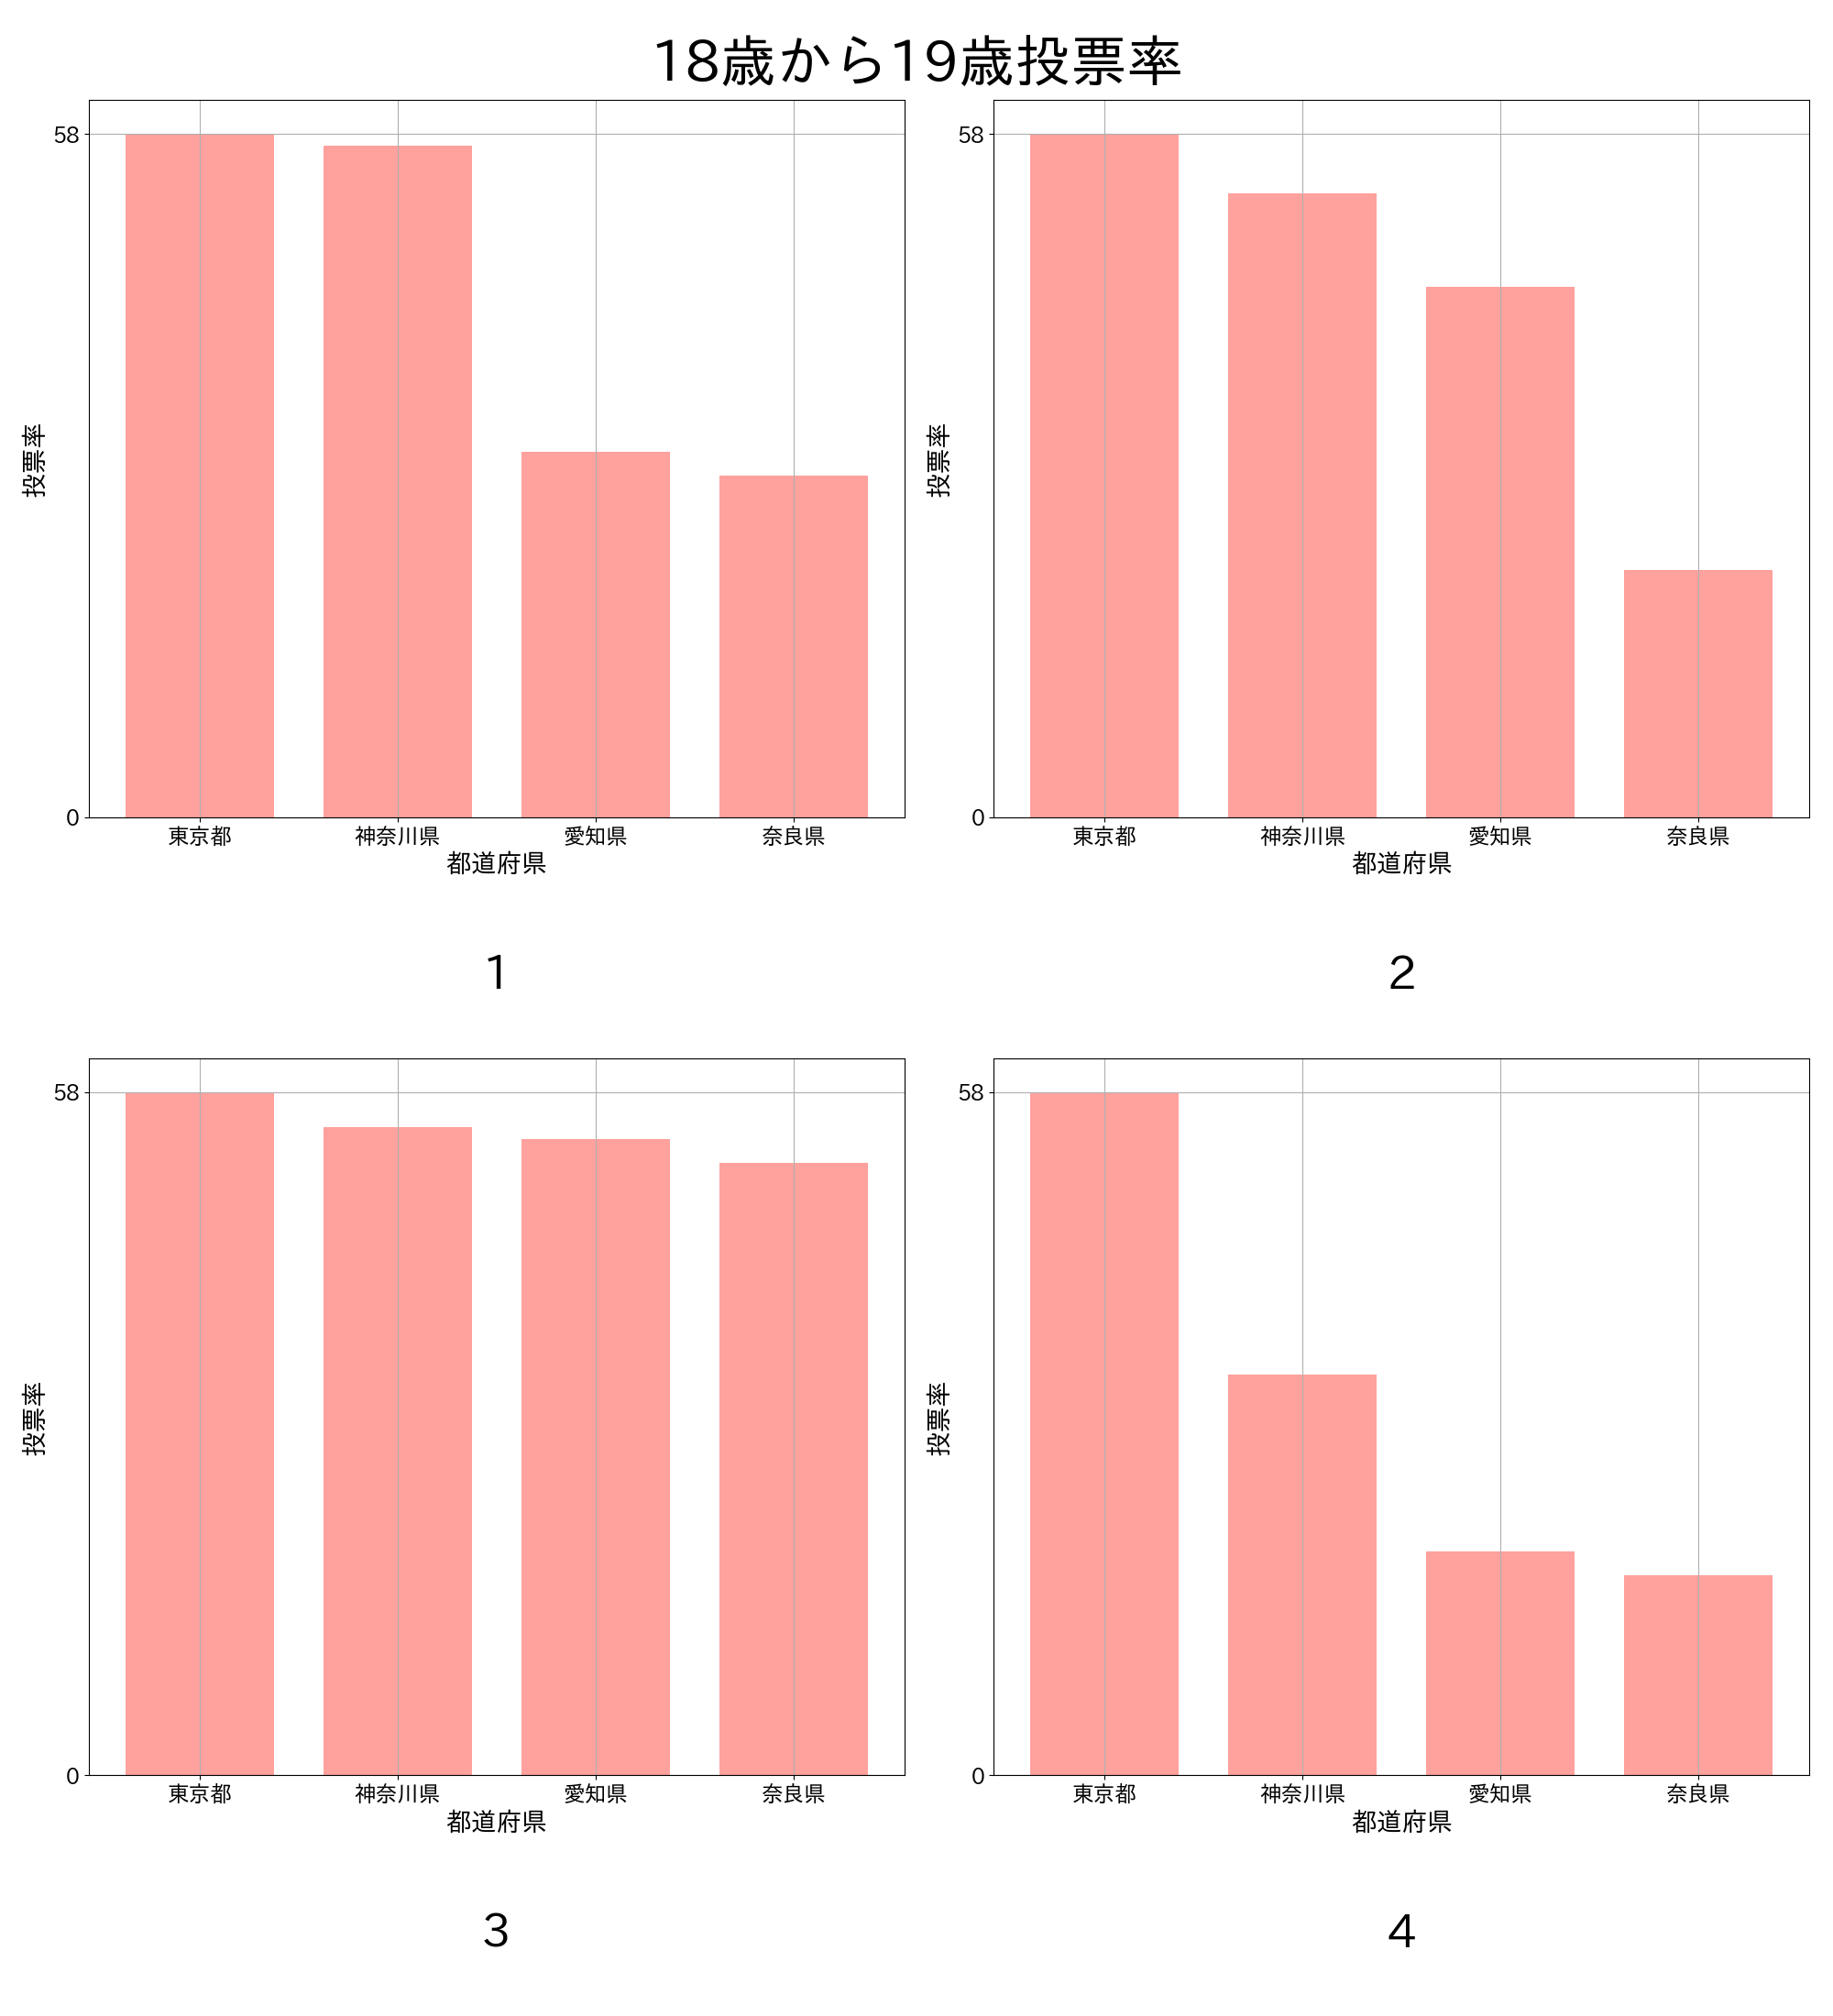 18歳から19歳投票率
58
0
投票率
東京都 神奈川県 愛知県 奈良県
都道府県
1
58
0
投票率
東京都 神奈川県 愛知県 奈良県
都道府県
2
58
0
投票率
東京都 神奈川県 愛知県 奈良県
都道府県
3
58
0
投票率
東京都 神奈川県 愛知県 奈良県
都道府県
4